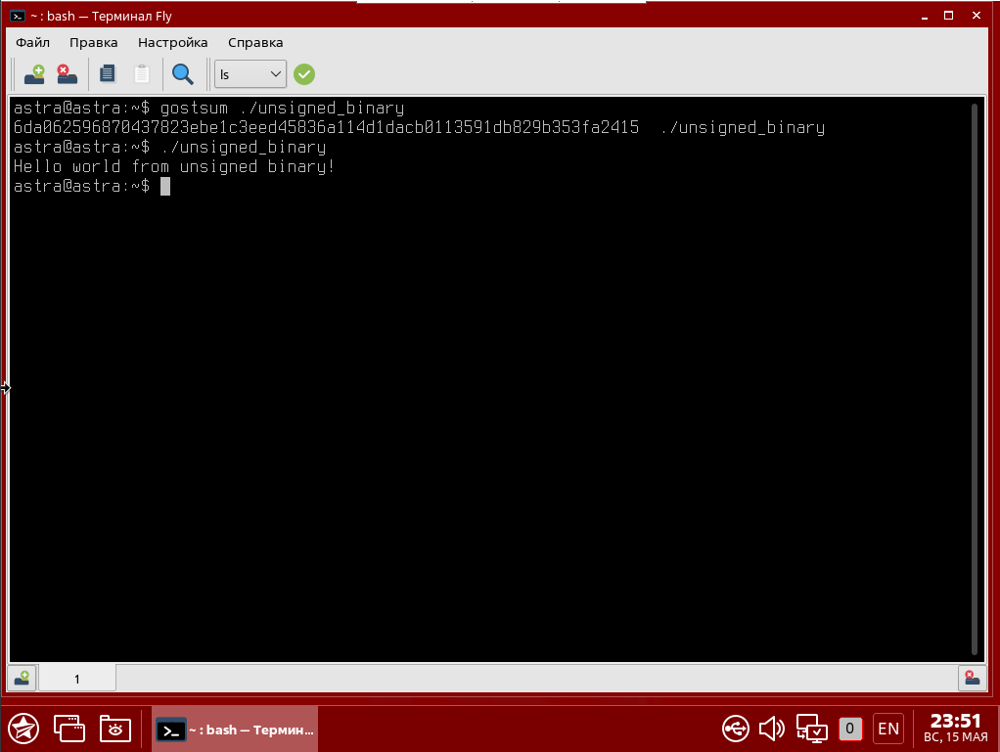 ~ : bash — Терминал Fly
Файл Правка Настройка Справка
ls
astra@astra:~$ gostsum ./unsigned_binary
6da062596870437823ebe1c3eed45836a114d1dacb0113591db829b353fa2415  ./unsigned_binary
astra@astra:~$ ./unsigned_binary
Hello world from unsigned binary!
astra@astra:~$
1
~ : bash — Термин...
0
EN
23:51
ВС, 15 МАЯ